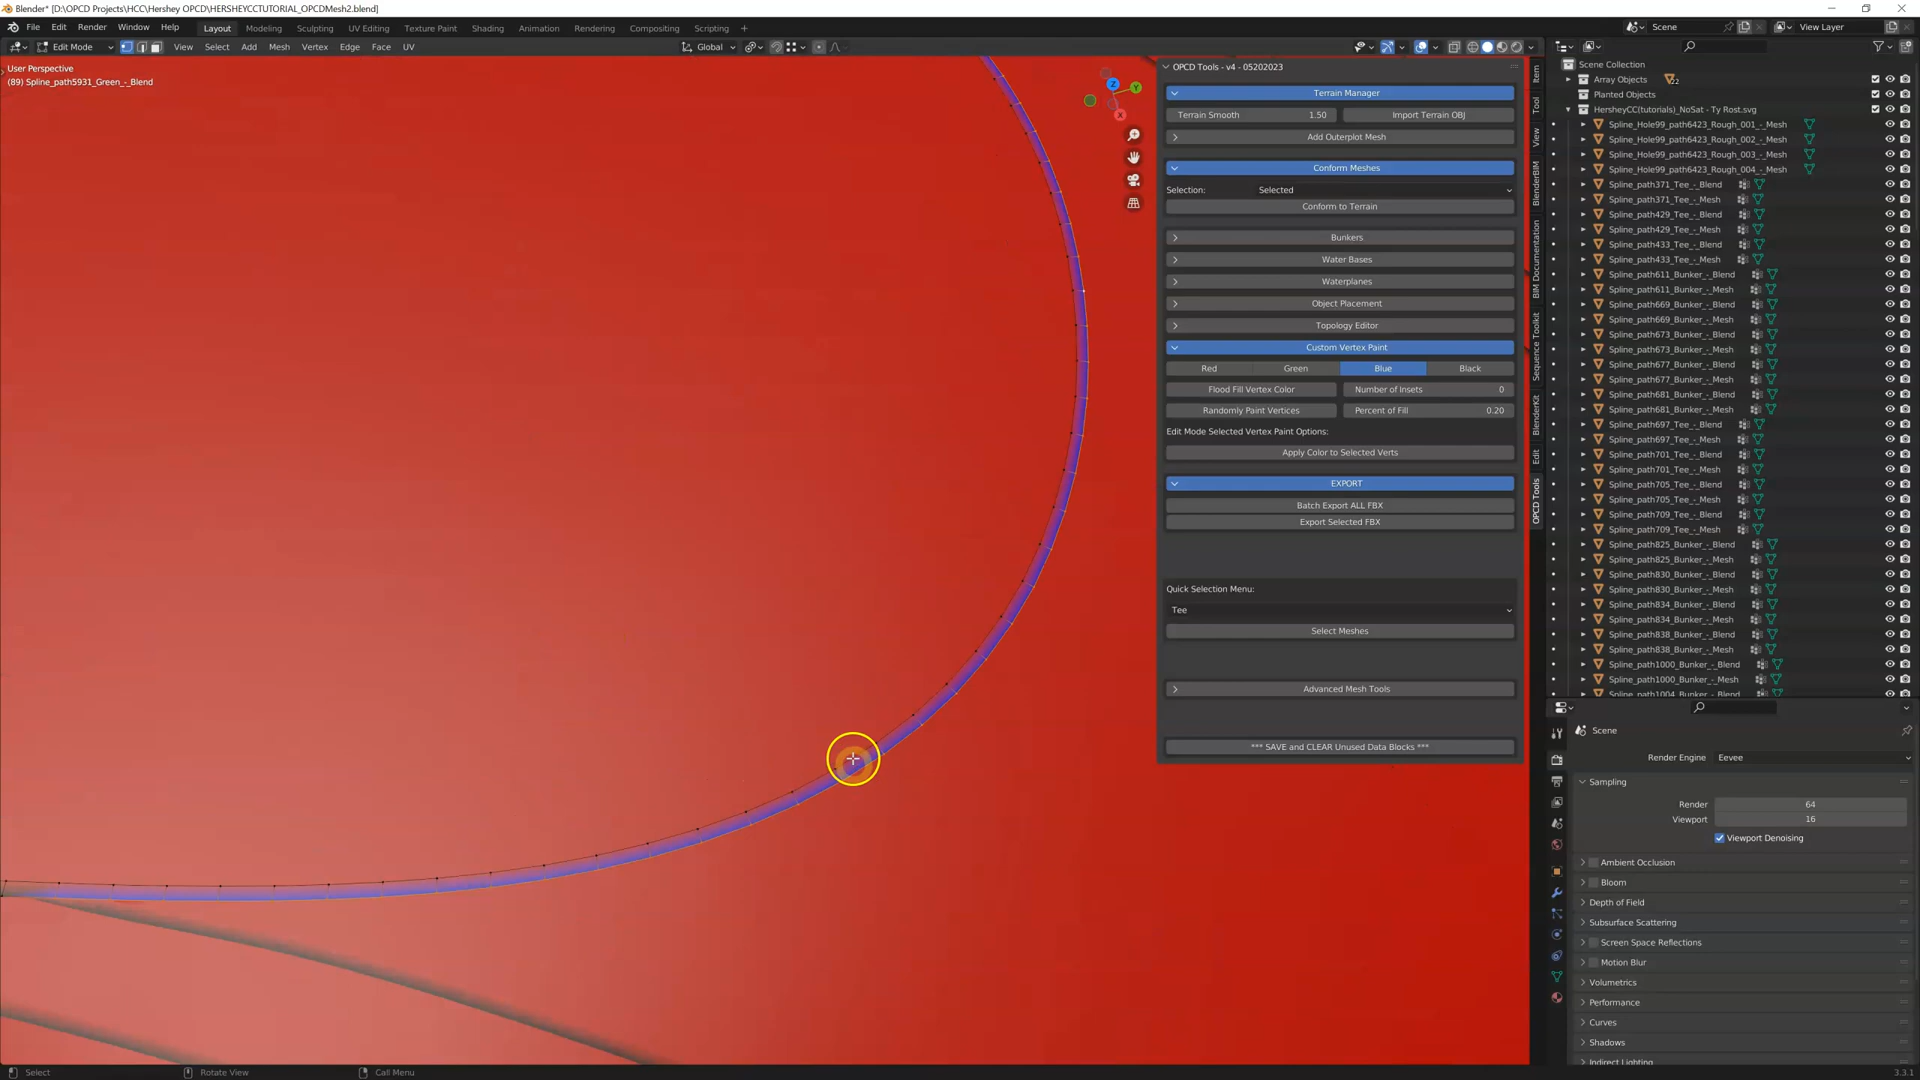 Blender* [D:\OPCD Projects\HCC\Hershey OPCD\HERSHEYCCTUTORIAL_OPCDMesh2.blend]
File Edit Render Window Help Layout Modeling Sculpting UV Editing Texture Paint Shading Animation Rendering Compositing Geometry Nodes Scripting + Scene View Layer
Edit Mode View Select Add Mesh Vertex Edge Face UV Global
User Perspective
(89) Spline_path5931_Green_-_Blend
Z
Y
X
OPCD Tools - v4 - 05202023
Terrain Manager
Terrain Smooth 1.50 Import Terrain OBJ
Add Outerplot Mesh
Conform Meshes
Selection: Selected
Conform to Terrain
Bunkers
Water Bases
Waterplanes
Object Placement
Topology Editor
Custom Vertex Paint
Red Green Blue Black
Flood Fill Vertex Color Number of Insets 0
Randomly Paint Vertices Percent of Fill 0.20
Edit Mode Selected Vertex Paint Options:
Apply Color to Selected Verts
EXPORT
Batch Export ALL FBX
Export Selected FBX
Quick Selection Menu:
Tee
Select Meshes
Advanced Mesh Tools
*** SAVE and CLEAR Unused Data Blocks ***
Item
Tool
View
BlenderBIM
BIM Documentation
Sequence Toolkit
BlenderKit
Edit
OPCD Tools
Scene Collection
Array Objects 22
Planted Objects
HersheyCC(tutorials)_NoSat - Ty Rost.svg
Spline_Hole99_path6423_Rough_001_-_Mesh
Spline_Hole99_path6423_Rough_002_-_Mesh
Spline_Hole99_path6423_Rough_003_-_Mesh
Spline_Hole99_path6423_Rough_004_-_Mesh
Spline_path371_Tee_-_Blend
Spline_path371_Tee_-_Mesh
Spline_path429_Tee_-_Blend
Spline_path429_Tee_-_Mesh
Spline_path433_Tee_-_Blend
Spline_path433_Tee_-_Mesh
Spline_path611_Bunker_-_Blend
Spline_path611_Bunker_-_Mesh
Spline_path669_Bunker_-_Blend
Spline_path669_Bunker_-_Mesh
Spline_path673_Bunker_-_Blend
Spline_path673_Bunker_-_Mesh
Spline_path677_Bunker_-_Blend
Spline_path677_Bunker_-_Mesh
Spline_path681_Bunker_-_Blend
Spline_path681_Bunker_-_Mesh
Spline_path697_Tee_-_Blend
Spline_path697_Tee_-_Mesh
Spline_path701_Tee_-_Blend
Spline_path701_Tee_-_Mesh
Spline_path705_Tee_-_Blend
Spline_path705_Tee_-_Mesh
Spline_path709_Tee_-_Blend
Spline_path709_Tee_-_Mesh
Spline_path825_Bunker_-_Blend
Spline_path825_Bunker_-_Mesh
Spline_path830_Bunker_-_Blend
Spline_path830_Bunker_-_Mesh
Spline_path834_Bunker_-_Blend
Spline_path834_Bunker_-_Mesh
Spline_path838_Bunker_-_Blend
Spline_path838_Bunker_-_Mesh
Spline_path1000_Bunker_-_Blend
Spline_path1000_Bunker_-_Mesh
Spline_path1004_Bunker_-_Blend
Scene
Render Engine Eevee
Sampling
Render 64
Viewport 16
Viewport Denoising
Ambient Occlusion
Bloom
Depth of Field
Subsurface Scattering
Screen Space Reflections
Motion Blur
Volumetrics
Performance
Curves
Shadows
Indirect Lighting
Select Rotate View Call Menu 3.3.1